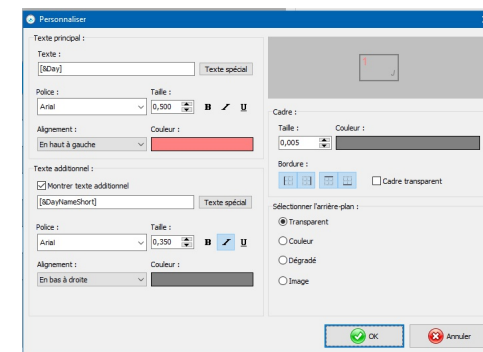 Personnaliser
Texte principal :
Texte :
[&Day]
Texte spécial
Police :
Taille :
Arial
0,500
B I U
Alignement :
Couleur :
En haut à gauche
Texte additionnel :
Montrer texte additionnel
[&DayNameShort]
Texte spécial
Police :
Taille :
Arial
0,350
B I U
Alignement :
Couleur :
En bas à droite
1
J
Cadre :
Taille :
Couleur :
0,005
Bordure :
Cadre transparent
Sélectionner l'arrière-plan :
Transparent
Couleur
Dégradé
Image
OK
Annuler